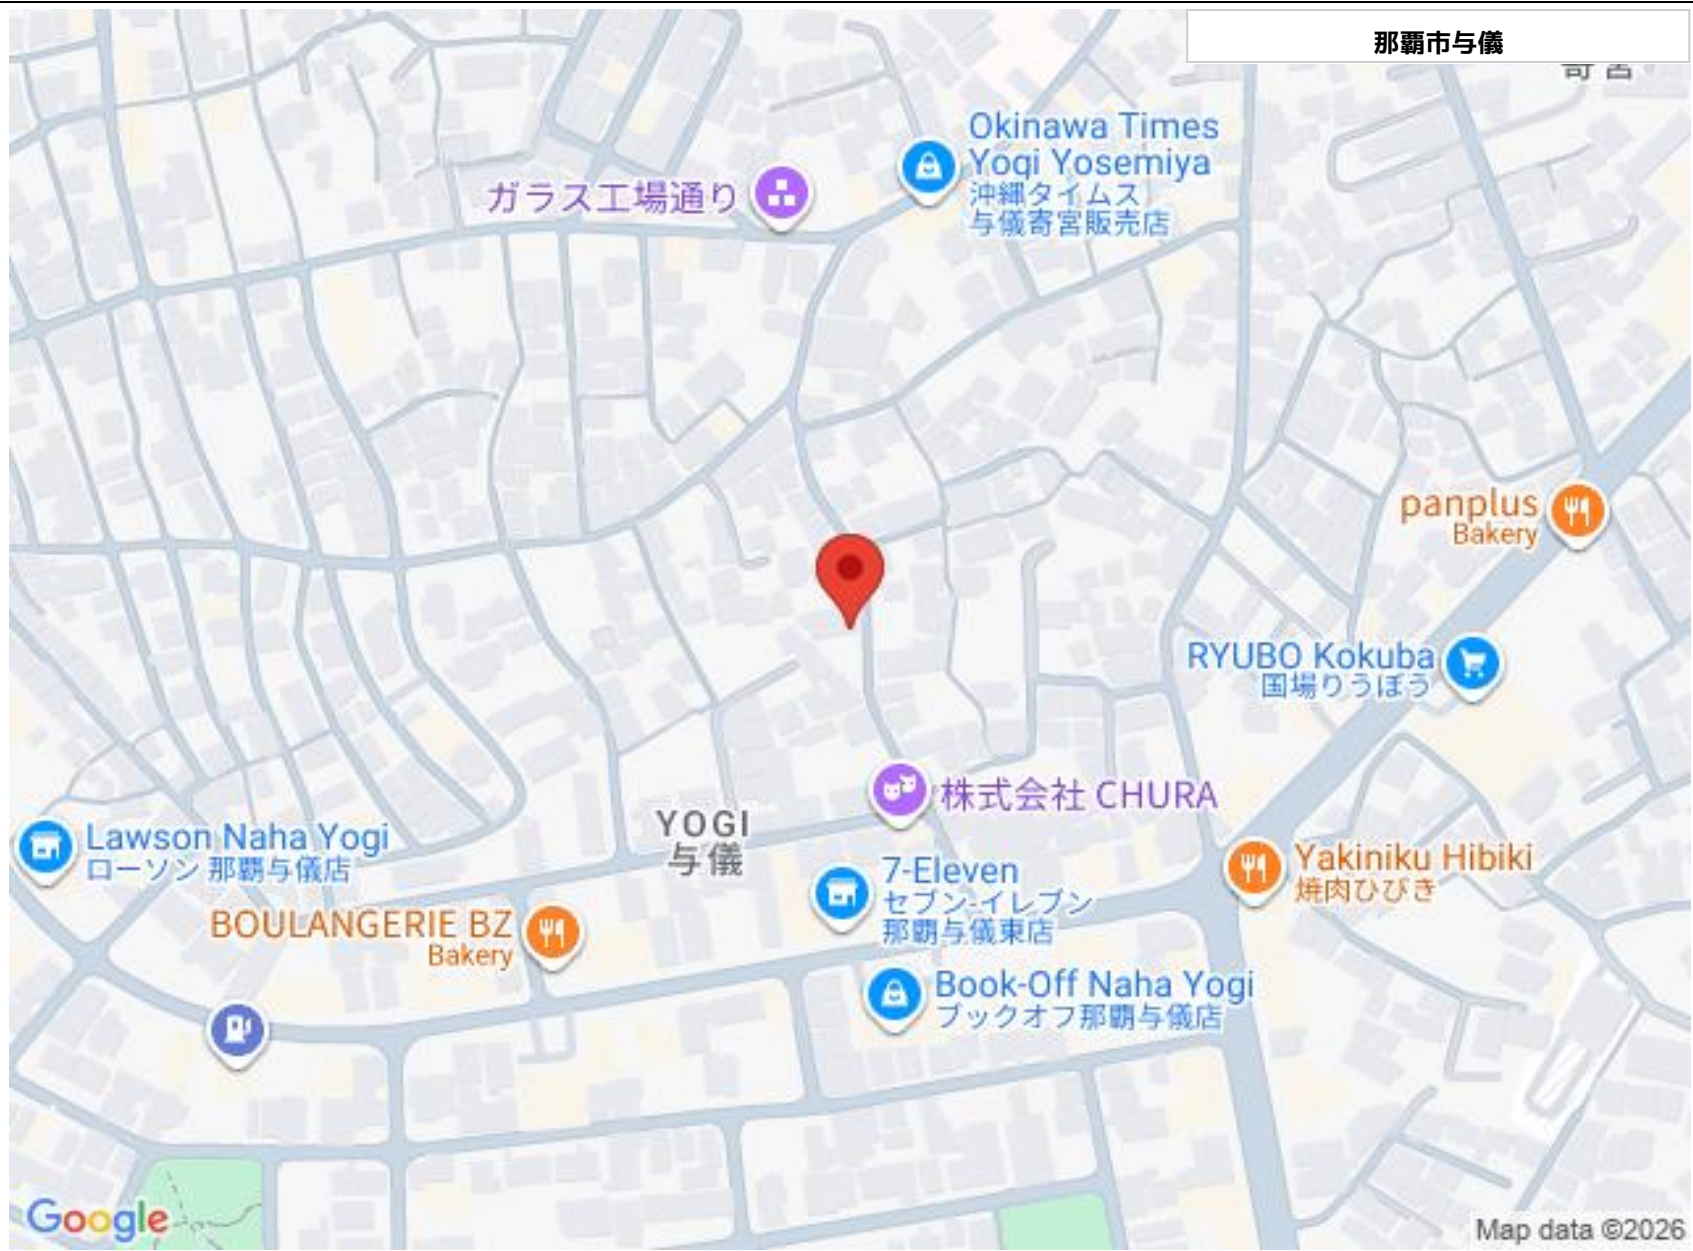 那覇市与儀
寄宮
Okinawa Times
Yogi Yosemiya
沖縄タイムス
与儀寄宮販売店
ガラス工場通り
panplus
Bakery
RYUBO Kokuba
国場りうぼう
株式会社 CHURA
YOGI
与儀
Lawson Naha Yogi
ローソン 那覇与儀店
7-Eleven
セブン-イレブン
那覇与儀東店
Yakiniku Hibiki
焼肉ひびき
BOULANGERIE BZ
Bakery
Book-Off Naha Yogi
ブックオフ那覇与儀店
Google
Map data ©2026